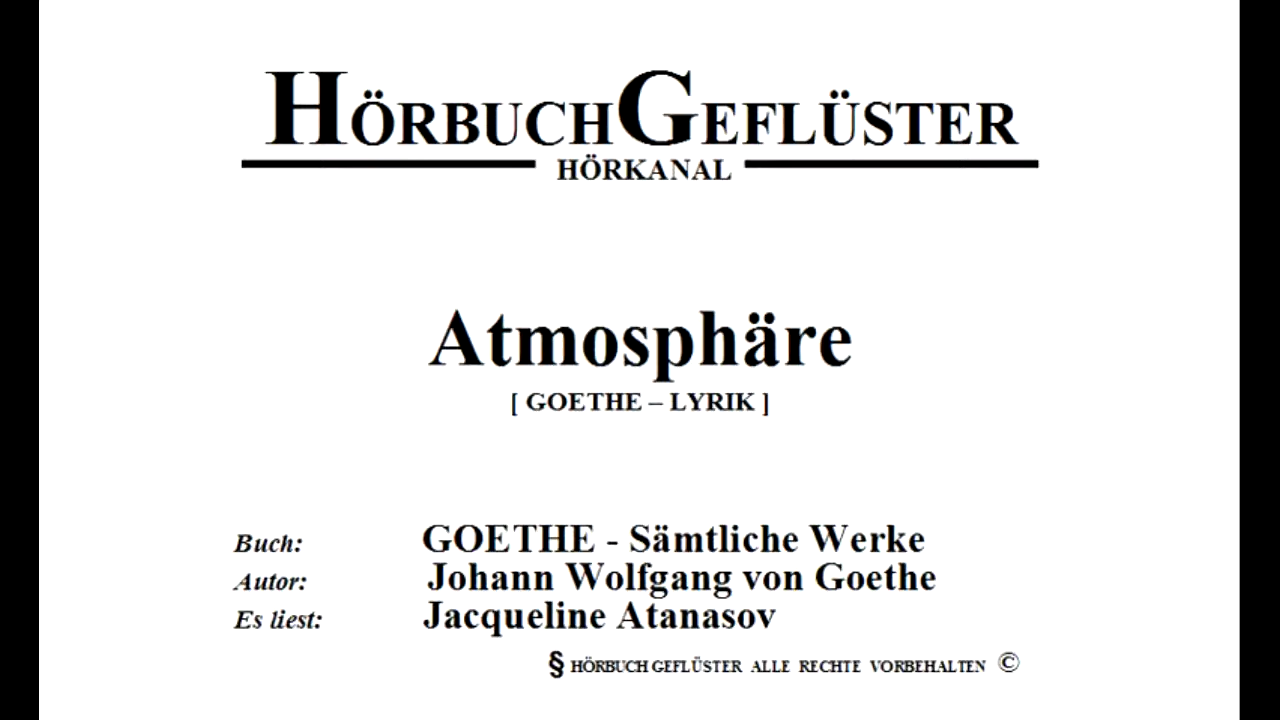 HÖRBUCHGEFLÜSTER
HÖRKANAL
Atmosphäre
[ GOETHE – LYRIK ]
Buch: GOETHE - Sämtliche Werke
Autor: Johann Wolfgang von Goethe
Es liest: Jacqueline Atanasov
§ HÖRBUCH GEFLÜSTER ALLE RECHTE VORBEHALTEN ©